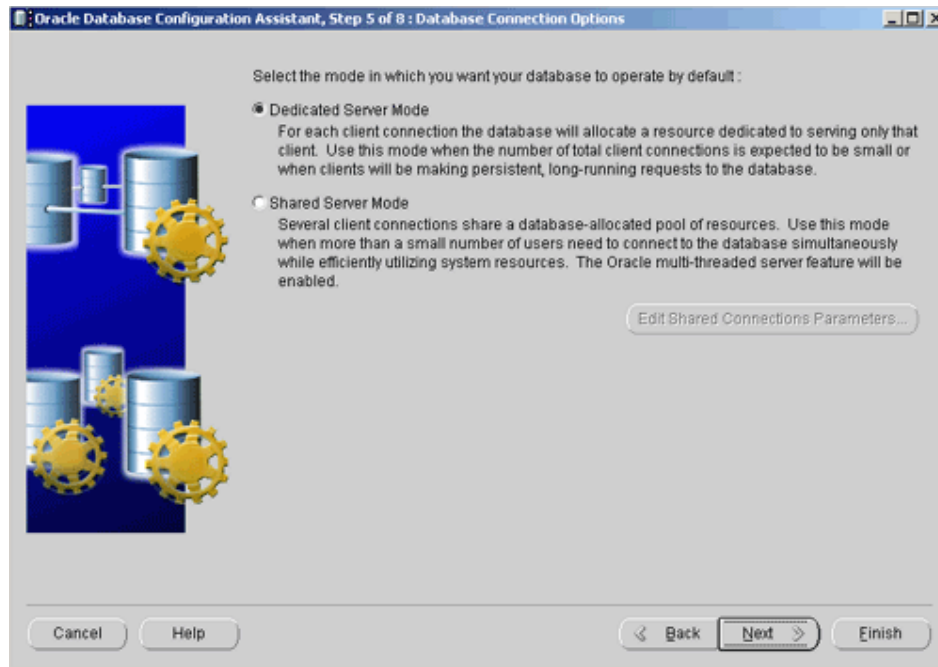 Oracle Database Configuration Assistant, Step 5 of 8 : Database Connection Options
Select the mode in which you want your database to operate by default :
Dedicated Server Mode
For each client connection the database will allocate a resource dedicated to serving only that
client. Use this mode when the number of total client connections is expected to be small or
when clients will be making persistent, long-running requests to the database.
Shared Server Mode
Several client connections share a database-allocated pool of resources. Use this mode
when more than a small number of users need to connect to the database simultaneously
while efficiently utilizing system resources. The Oracle multi-threaded server feature will be
enabled.
Edit Shared Connections Parameters...
Cancel Help Back Next Finish